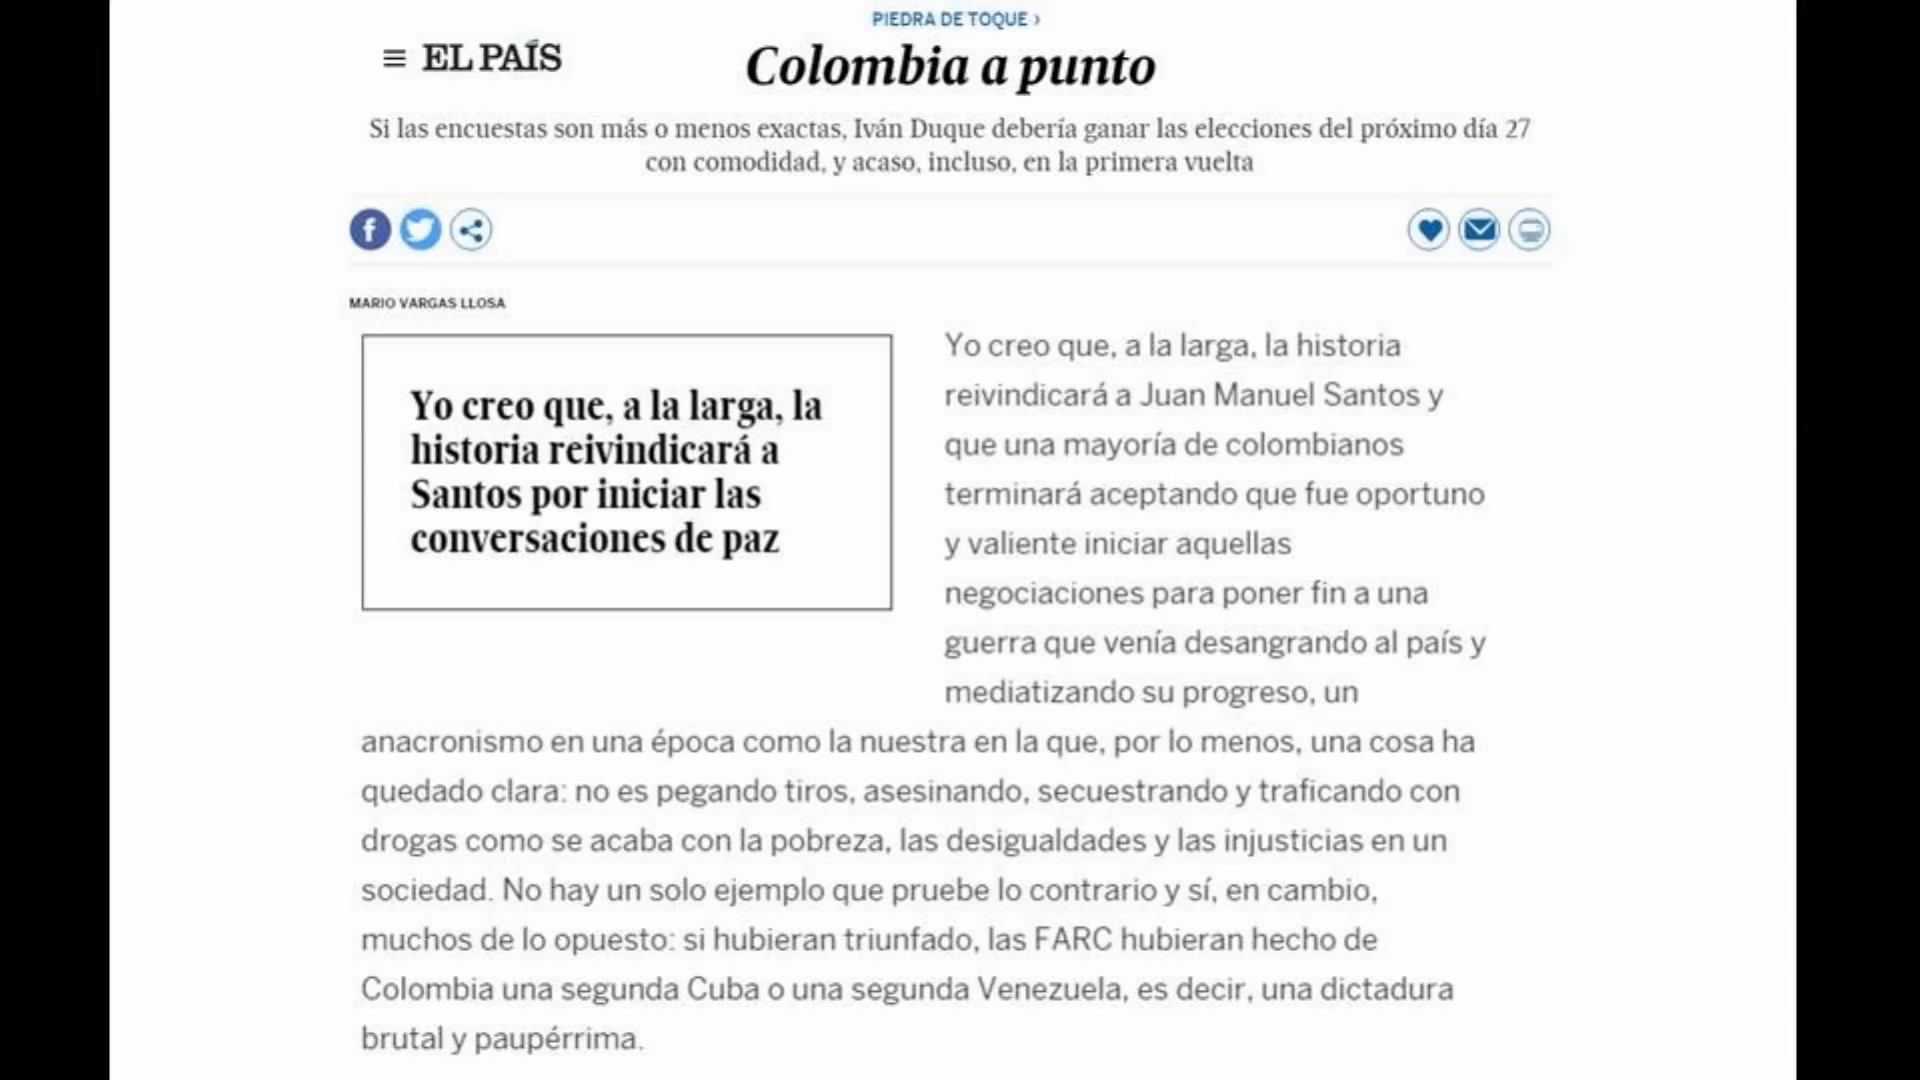 PIEDRA DE TOQUE ›
EL PAÍS
Colombia a punto
Si las encuestas son más o menos exactas, Iván Duque debería ganar las elecciones del próximo día 27
con comodidad, y acaso, incluso, en la primera vuelta
MARIO VARGAS LLOSA
Yo creo que, a la larga, la
historia reivindicará a
Santos por iniciar las
conversaciones de paz
Yo creo que, a la larga, la historia
reivindicará a Juan Manuel Santos y
que una mayoría de colombianos
terminará aceptando que fue oportuno
y valiente iniciar aquellas
negociaciones para poner fin a una
guerra que venía desangrando al país y
mediatizando su progreso, un
anacronismo en una época como la nuestra en la que, por lo menos, una cosa ha
quedado clara: no es pegando tiros, asesinando, secuestrando y traficando con
drogas como se acaba con la pobreza, las desigualdades y las injusticias en un
sociedad. No hay un solo ejemplo que pruebe lo contrario y sí, en cambio,
muchos de lo opuesto: si hubieran triunfado, las FARC hubieran hecho de
Colombia una segunda Cuba o una segunda Venezuela, es decir, una dictadura
brutal y paupérrima.